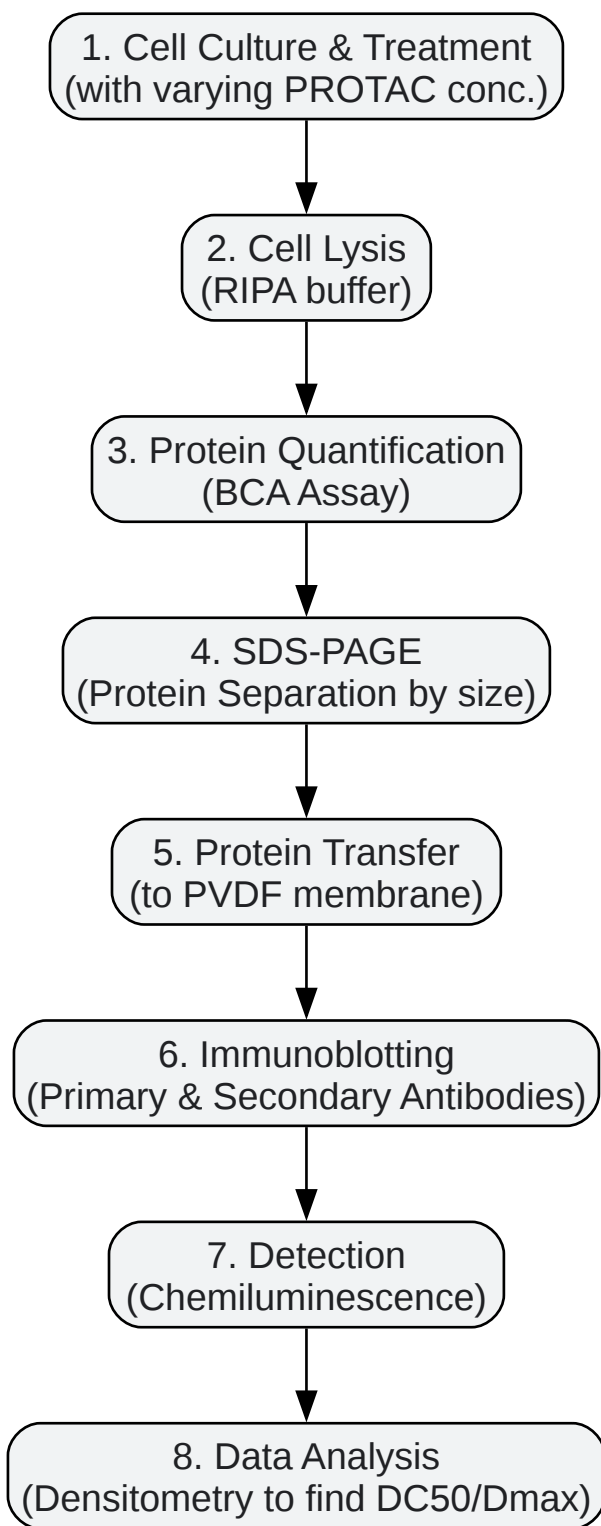 1. Cell Culture & Treatment
(with varying PROTAC conc.)
2. Cell Lysis
(RIPA buffer)
3. Protein Quantification
(BCA Assay)
4. SDS-PAGE
(Protein Separation by size)
5. Protein Transfer
(to PVDF membrane)
6. Immunoblotting
(Primary & Secondary Antibodies)
7. Detection
(Chemiluminescence)
8. Data Analysis
(Densitometry to find DC50/Dmax)